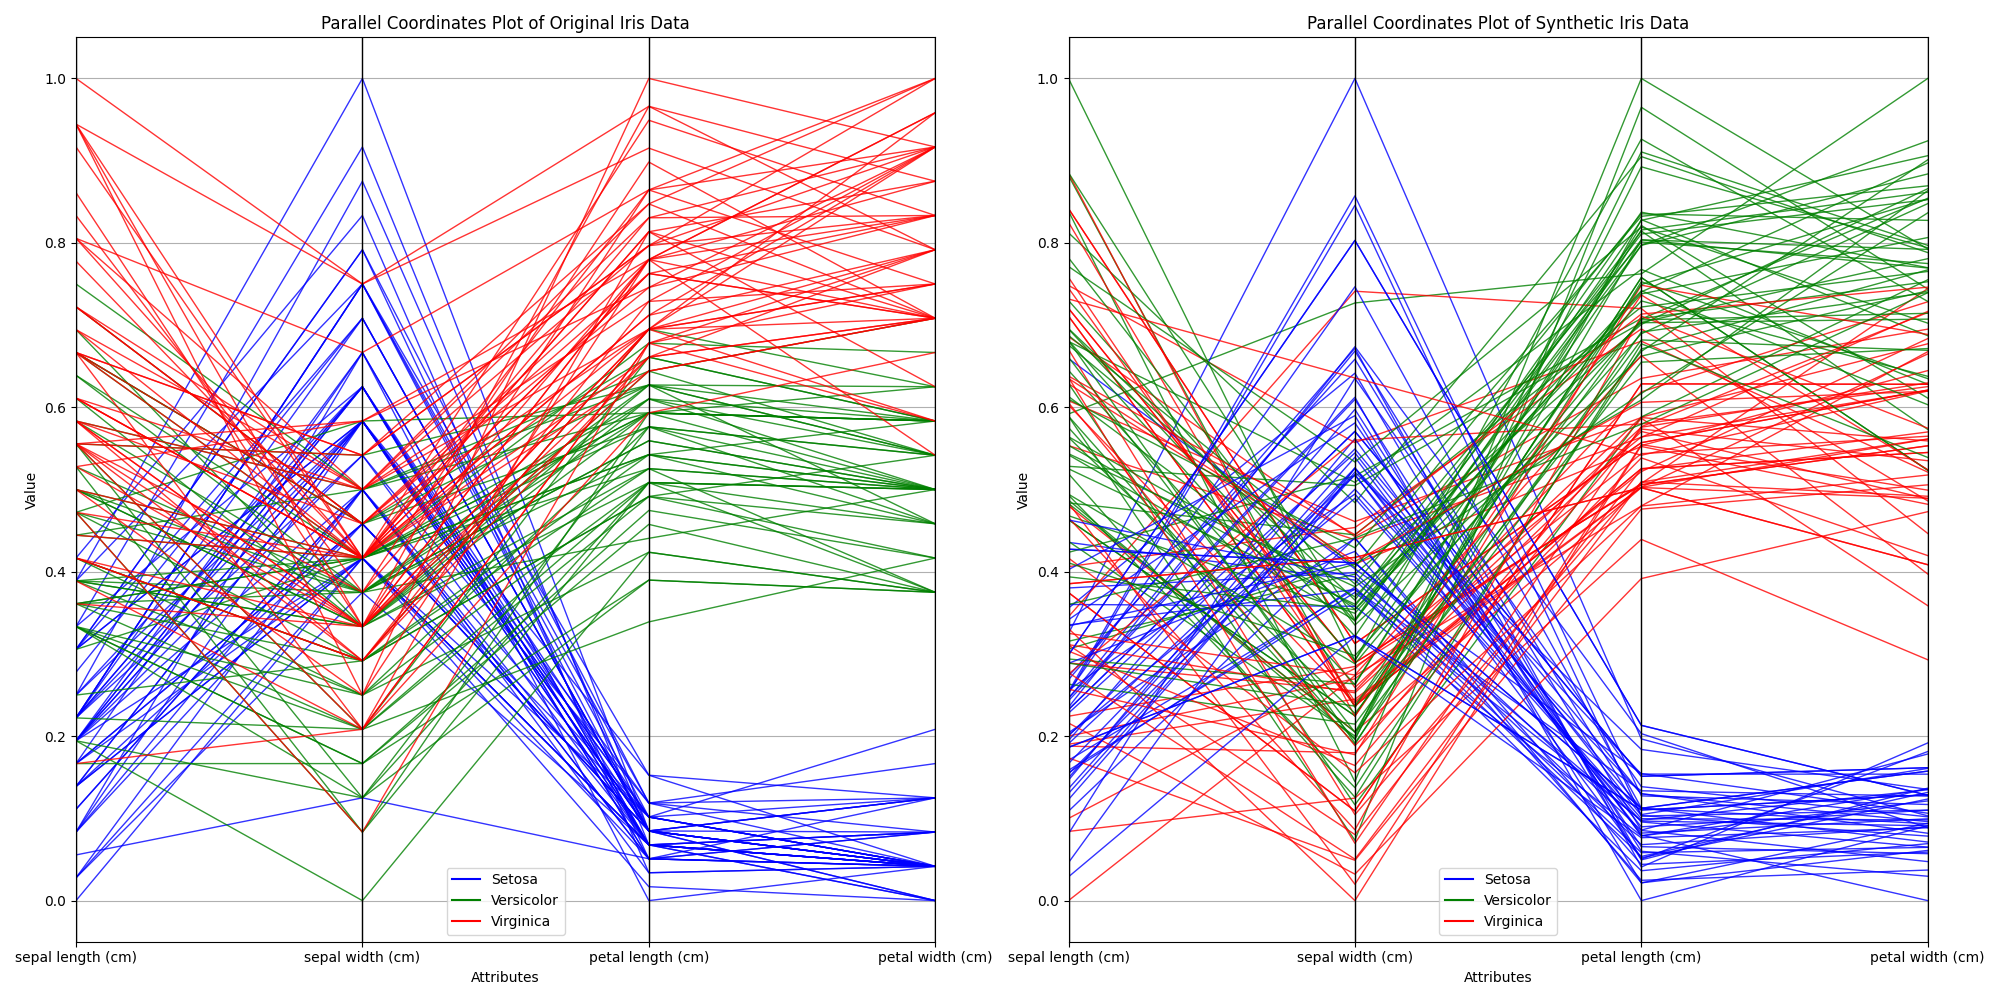 Parallel Coordinates Plot of Original Iris Data
1.0
0.8
0.6
0.4
0.2
0.0
Value
Setosa
Versicolor
Virginica
sepal length (cm)
sepal width (cm)
petal length (cm)
petal width (cm)
Attributes
Parallel Coordinates Plot of Synthetic Iris Data
1.0
0.8
0.6
0.4
0.2
0.0
Value
Setosa
Versicolor
Virginica
sepal length (cm)
sepal width (cm)
petal length (cm)
petal width (cm)
Attributes